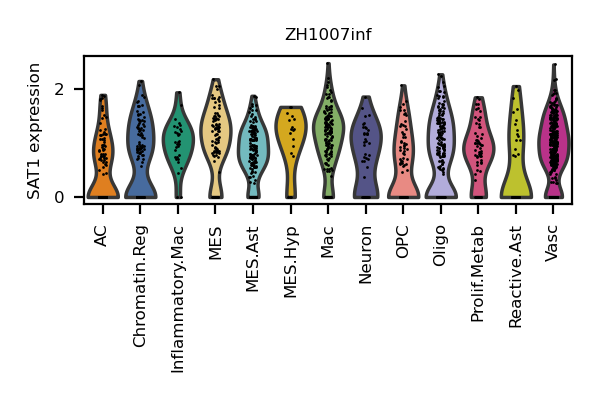 ZH1007inf
SAT1 expression
2
0
AC
Chromatin.Reg
Inflammatory.Mac
MES
MES.Ast
MES.Hyp
Mac
Neuron
OPC
Oligo
Prolif.Metab
Reactive.Ast
Vasc